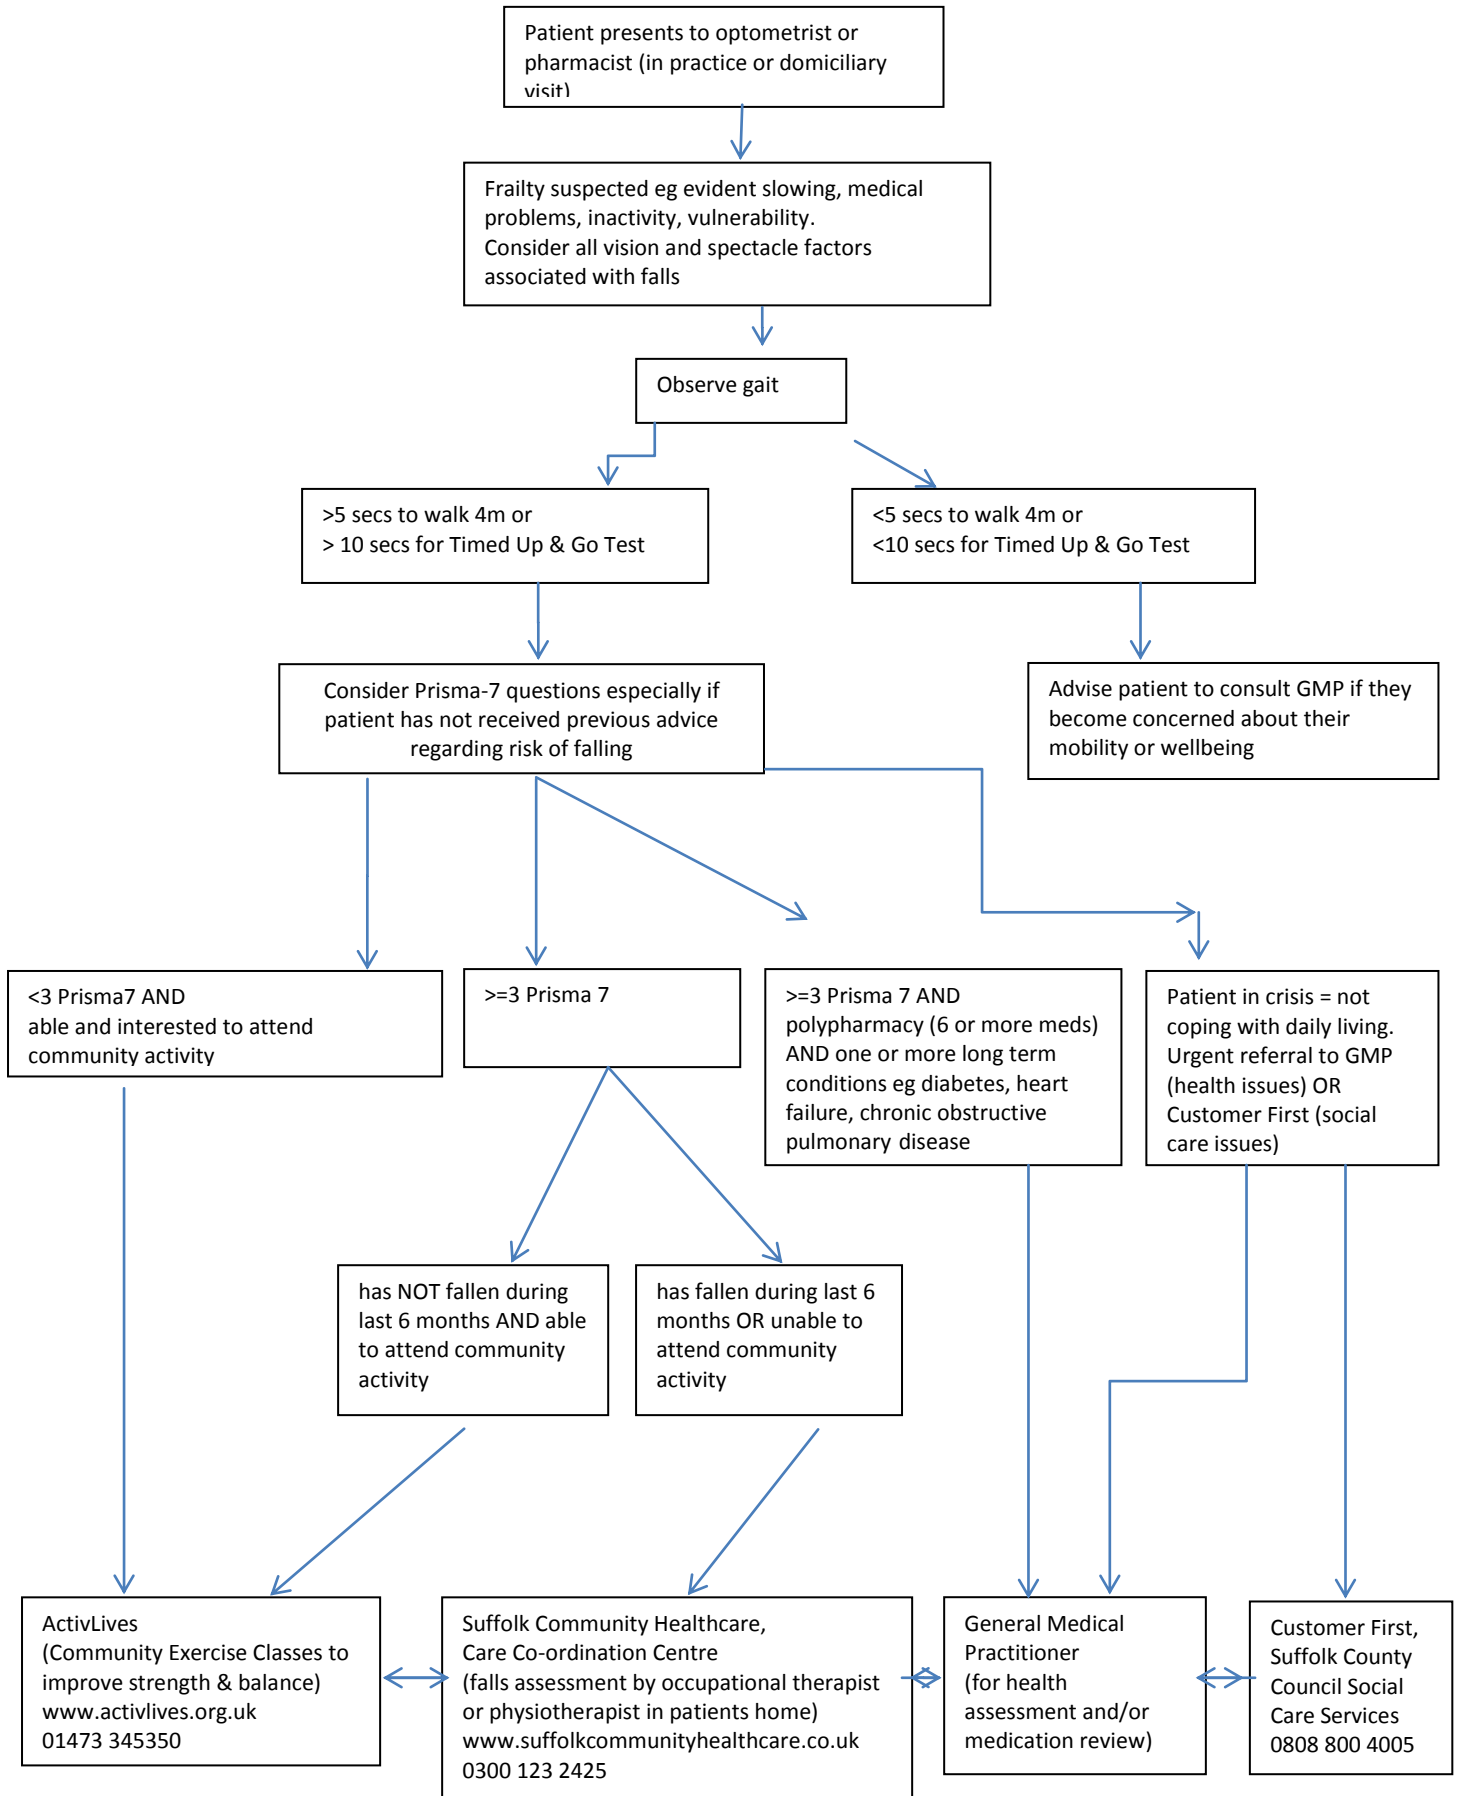 Patient presents to optometrist or
pharmacist (in practice or domiciliary
visit)
Frailty suspected eg evident slowing, medical
problems, inactivity, vulnerability.
Consider all vision and spectacle factors
associated with falls
Observe gait
>5 secs to walk 4m or
> 10 secs for Timed Up & Go Test
<5 secs to walk 4m or
<10 secs for Timed Up & Go Test
Consider Prisma-7 questions especially if
patient has not received previous advice
regarding risk of falling
Advise patient to consult GMP if they
become concerned about their
mobility or wellbeing
<3 Prisma7 AND
able and interested to attend
community activity
>=3 Prisma 7
>=3 Prisma 7 AND
polypharmacy (6 or more meds)
AND one or more long term
conditions eg diabetes, heart
failure, chronic obstructive
pulmonary disease
Patient in crisis = not
coping with daily living.
Urgent referral to GMP
(health issues) OR
Customer First (social
care issues)
has NOT fallen during
last 6 months AND able
to attend community
activity
has fallen during last 6
months OR unable to
attend community
activity
ActivLives
(Community Exercise Classes to
improve strength & balance)
www.activlives.org.uk
01473 345350
Suffolk Community Healthcare,
Care Co-ordination Centre
(falls assessment by occupational therapist
or physiotherapist in patients home)
www.suffolkcommunityhealthcare.co.uk
0300 123 2425
General Medical
Practitioner
(for health
assessment and/or
medication review)
Customer First,
Suffolk County
Council Social
Care Services
0808 800 4005